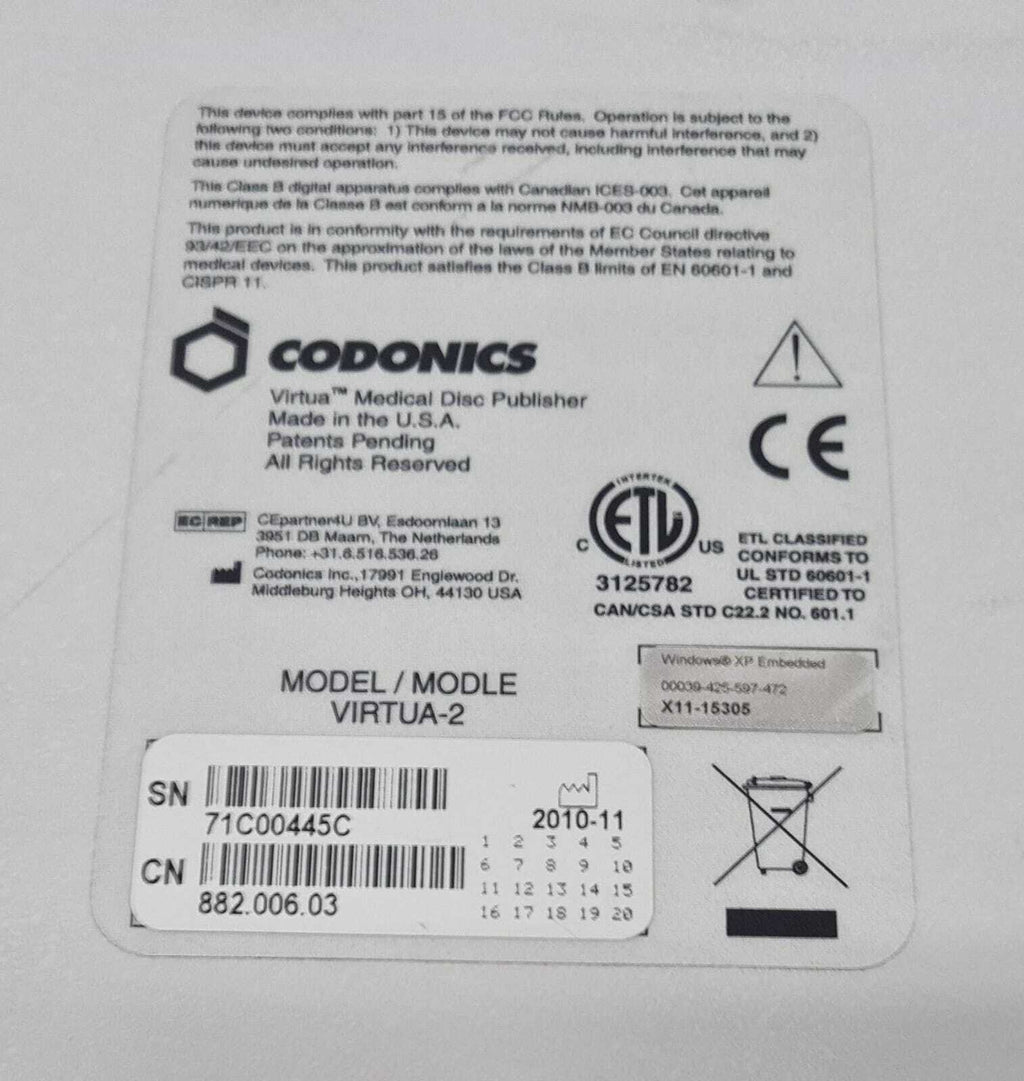 This device complies with part 15 of the FCC Rules. Operation is subject to the
following two conditions: 1) This device may not cause harmful interference, and 2)
this device must accept any interference received, including interference that may
cause undesired operation.
This Class B digital apparatus complies with Canadian ICES-003. Cet appareil
numerique de la Classe B est conform a la norme NMB-003 du Canada.
This product is in conformity with the requirements of EC Council directive
93/42/EEC on the approximation of the laws of the Member States relating to
medical devices. This product satisfies the Class B limits of EN 60601-1 and
CISPR 11.
CODONICS
Virtua™ Medical Disc Publisher
Made in the U.S.A.
Patents Pending
All Rights Reserved
CE
EC REP
CEpartner4U BV, Esdoornlaan 13
3951 DB Maarn, The Netherlands
Phone: +31.6.516.536.26
Codonics Inc.,17991 Englewood Dr.
Middleburg Heights OH, 44130 USA
INTERTEK
C ETL US
LISTED
3125782
ETL CLASSIFIED
CONFORMS TO
UL STD 60601-1
CERTIFIED TO
CAN/CSA STD C22.2 NO. 601.1
Windows® XP Embedded
00039-425-597-472
X11-15305
MODEL / MODLE
VIRTUA-2
SN
71C00445C
CN
882.006.03
2010-11
1 2 3 4 5
6 7 8 9 10
11 12 13 14 15
16 17 18 19 20